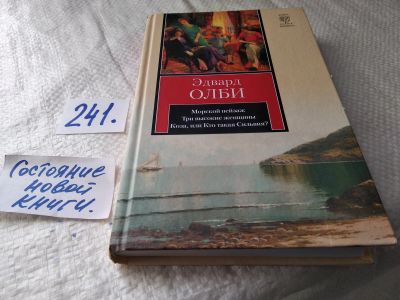 Эдвард
ОЛБИ
Морской пейзаж
Три высокие женщины
Коза, или Кто такая Сильвия?
241.
Состояние
новой
книги.